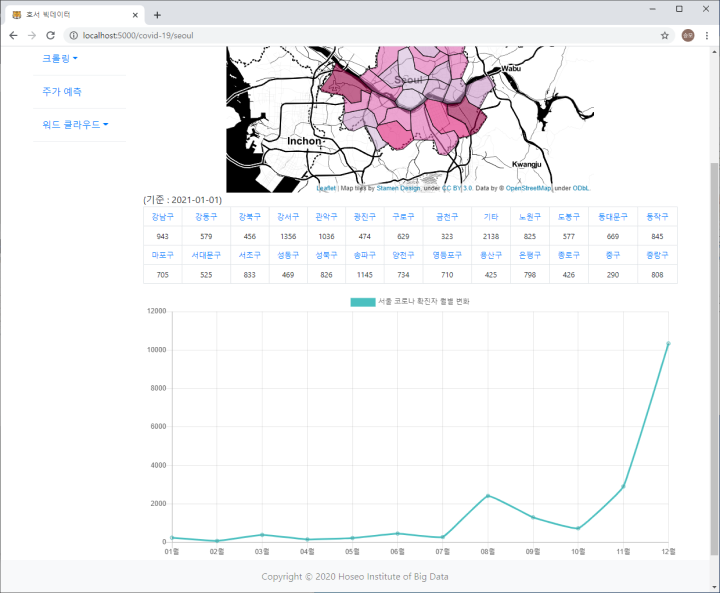 호서 빅데이터
localhost:5000/covid-19/seoul
승모
크롤링
주가 예측
워드 클라우드
Seoul
Wabu
Inchon
Kwangju
Leaflet | Map tiles by Stamen Design, under CC BY 3.0. Data by © OpenStreetMap, under ODbL.
(기준 : 2021-01-01)
강남구 강동구 강북구 강서구 관악구 광진구 구로구 금천구 기타 노원구 도봉구 동대문구 동작구
943 579 456 1356 1036 474 629 323 2138 825 577 669 845
마포구 서대문구 서초구 성동구 성북구 송파구 양천구 영등포구 용산구 은평구 종로구 중구 중랑구
705 525 833 469 826 1145 734 710 425 798 426 290 808
서울 코로나 확진자 월별 변화
12000
10000
8000
6000
4000
2000
0
01월 02월 03월 04월 05월 06월 07월 08월 09월 10월 11월 12월
Copyright © 2020 Hoseo Institute of Big Data